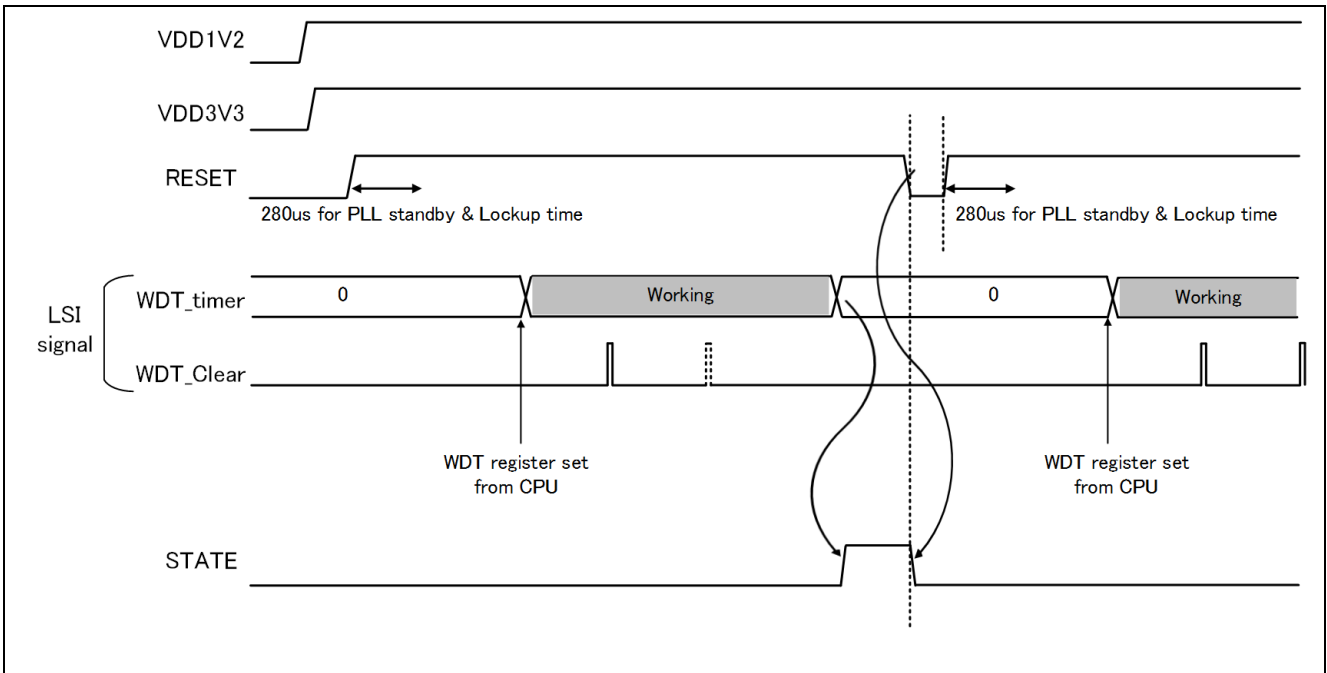 VDD1V2
VDD3V3
RESET
280us for PLL standby & Lockup time
280us for PLL standby & Lockup time
LSI
signal
WDT_timer
0
Working
0
Working
WDT_Clear
WDT register set
from CPU
WDT register set
from CPU
STATE